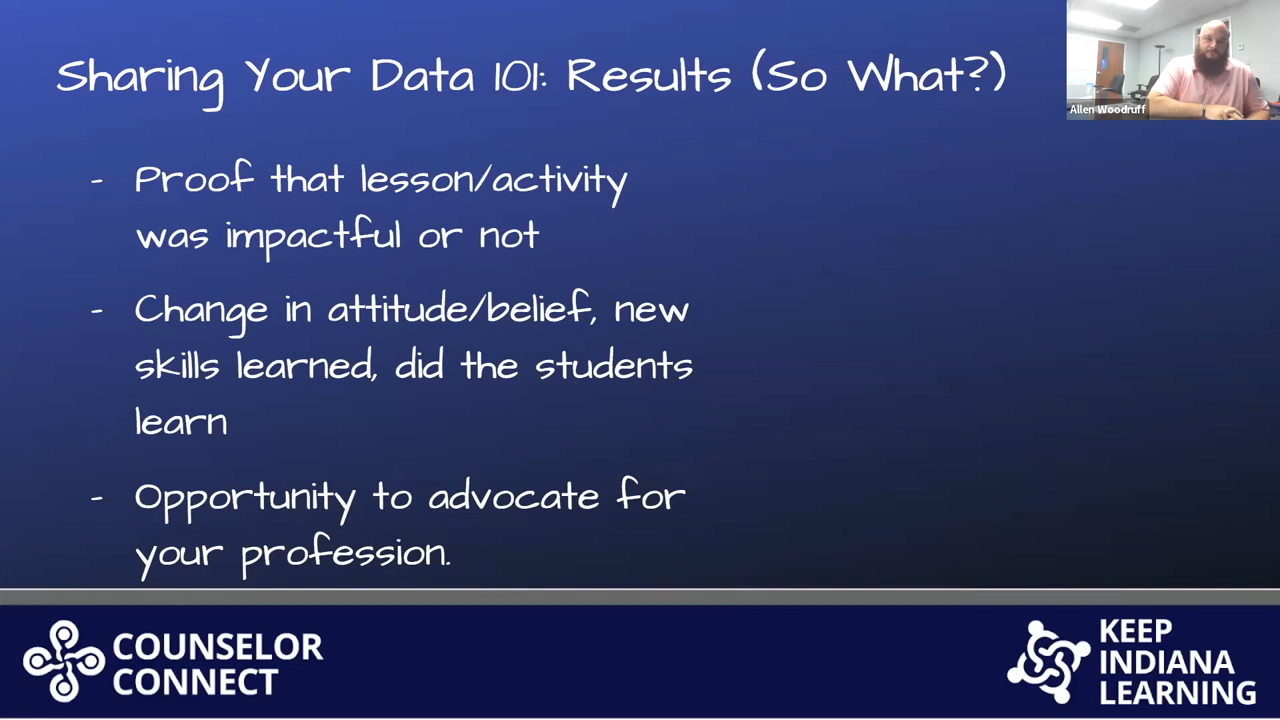 Sharing Your Data 101: Results (So What?)
Allen Woodruff
- Proof that lesson/activity
was impactful or not
- Change in attitude/belief, new
skills learned, did the students
learn
- Opportunity to advocate for
your profession.
COUNSELOR
CONNECT
KEEP
INDIANA
LEARNING